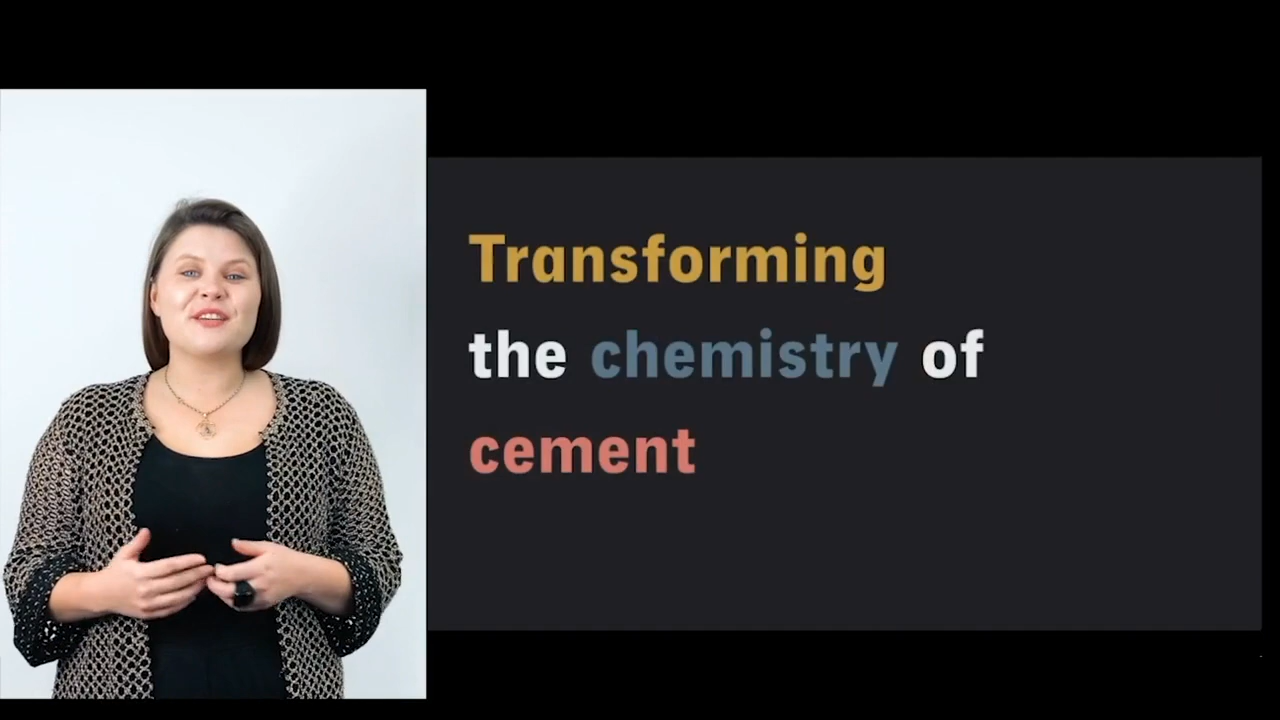 Transforming
the chemistry of
cement